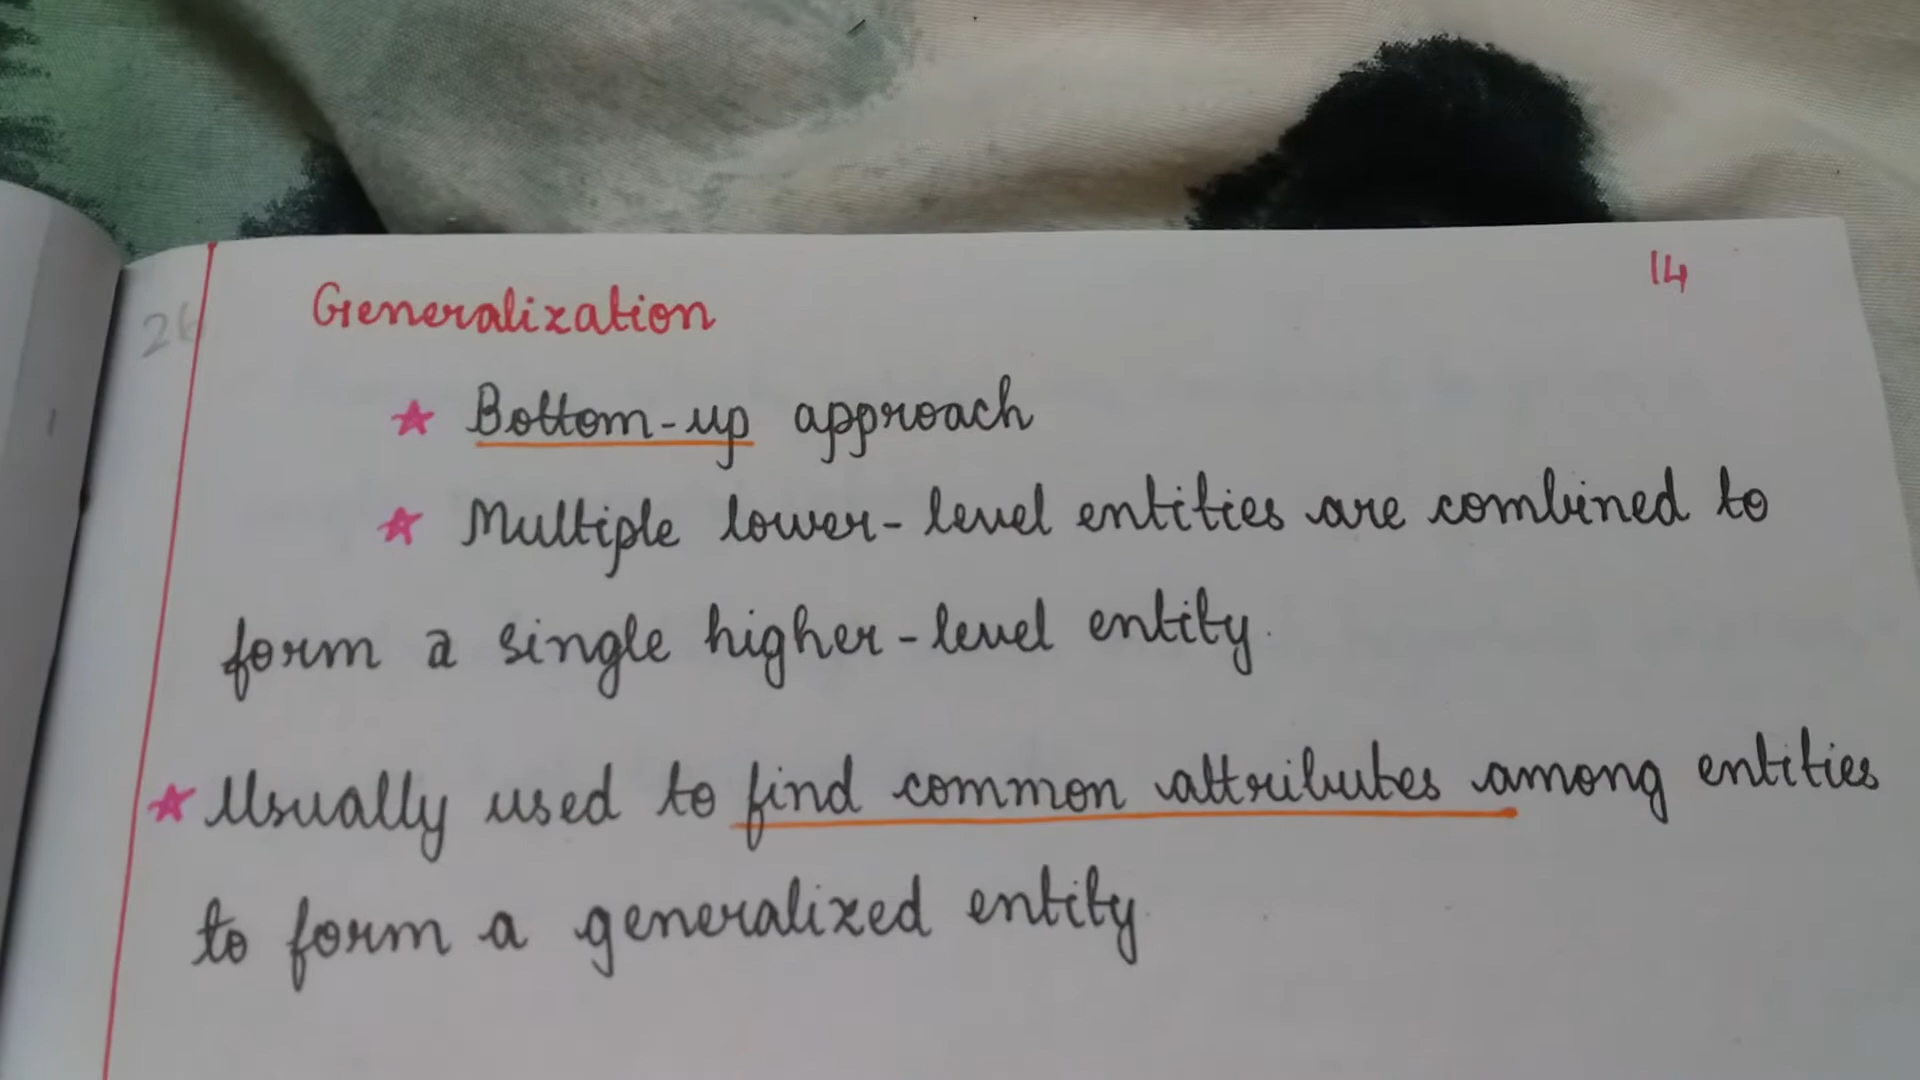 14
26
Generalization
★ Bottom-up approach
★ Multiple lower-level entities are combined to
form a single higher-level entity.
★ Usually used to find common attributes among entities
to form a generalized entity